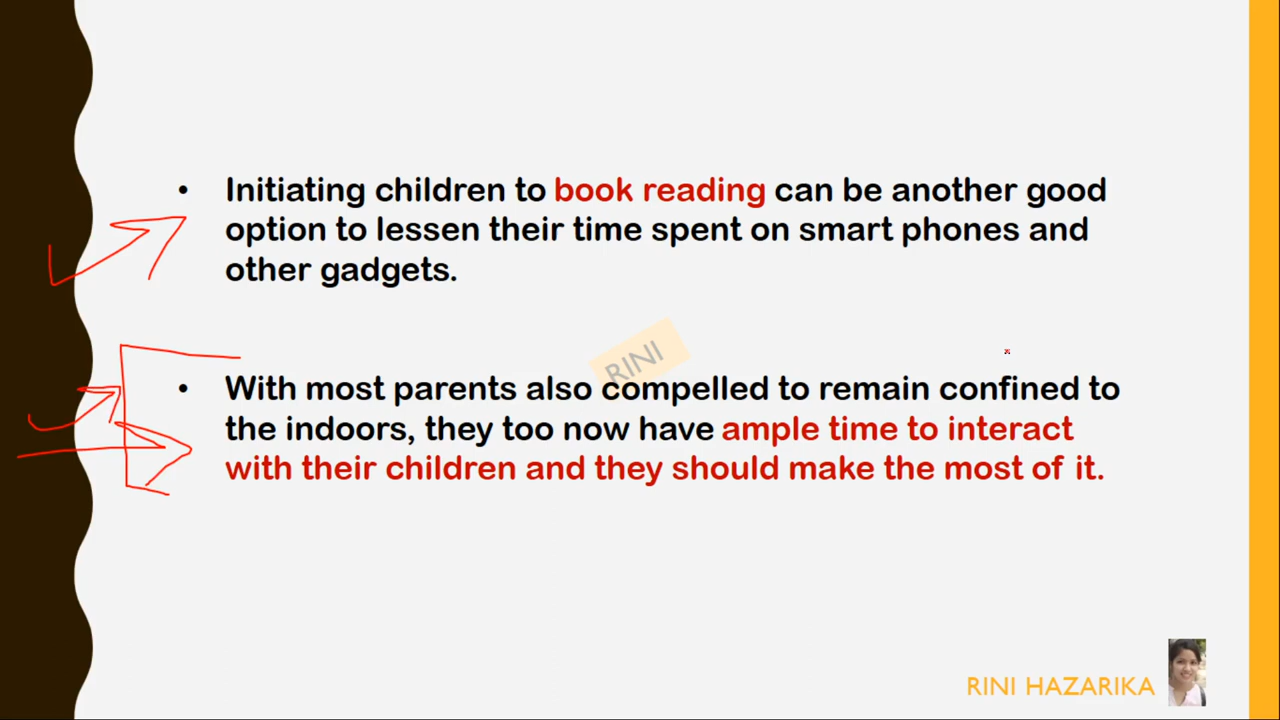 • Initiating children to book reading can be another good
option to lessen their time spent on smart phones and
other gadgets.
RINI
• With most parents also compelled to remain confined to
the indoors, they too now have ample time to interact
with their children and they should make the most of it.
RINI HAZARIKA